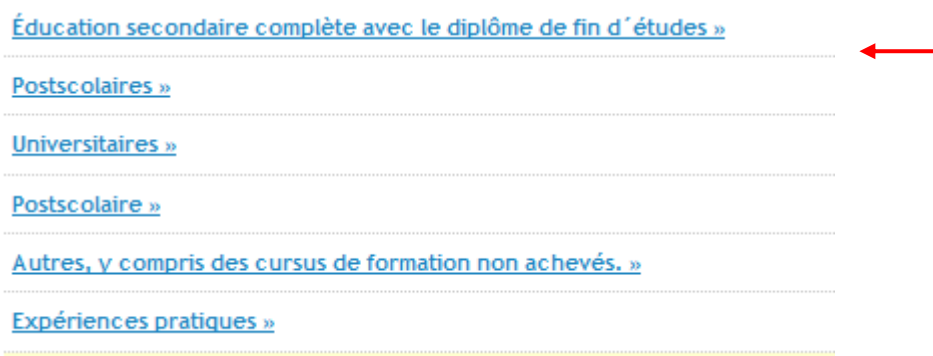 Éducation secondaire complète avec le diplôme de fin d´études »
Postscolaires »
Universitaires »
Postscolaire »
Autres, y compris des cursus de formation non achevés. »
Expériences pratiques »